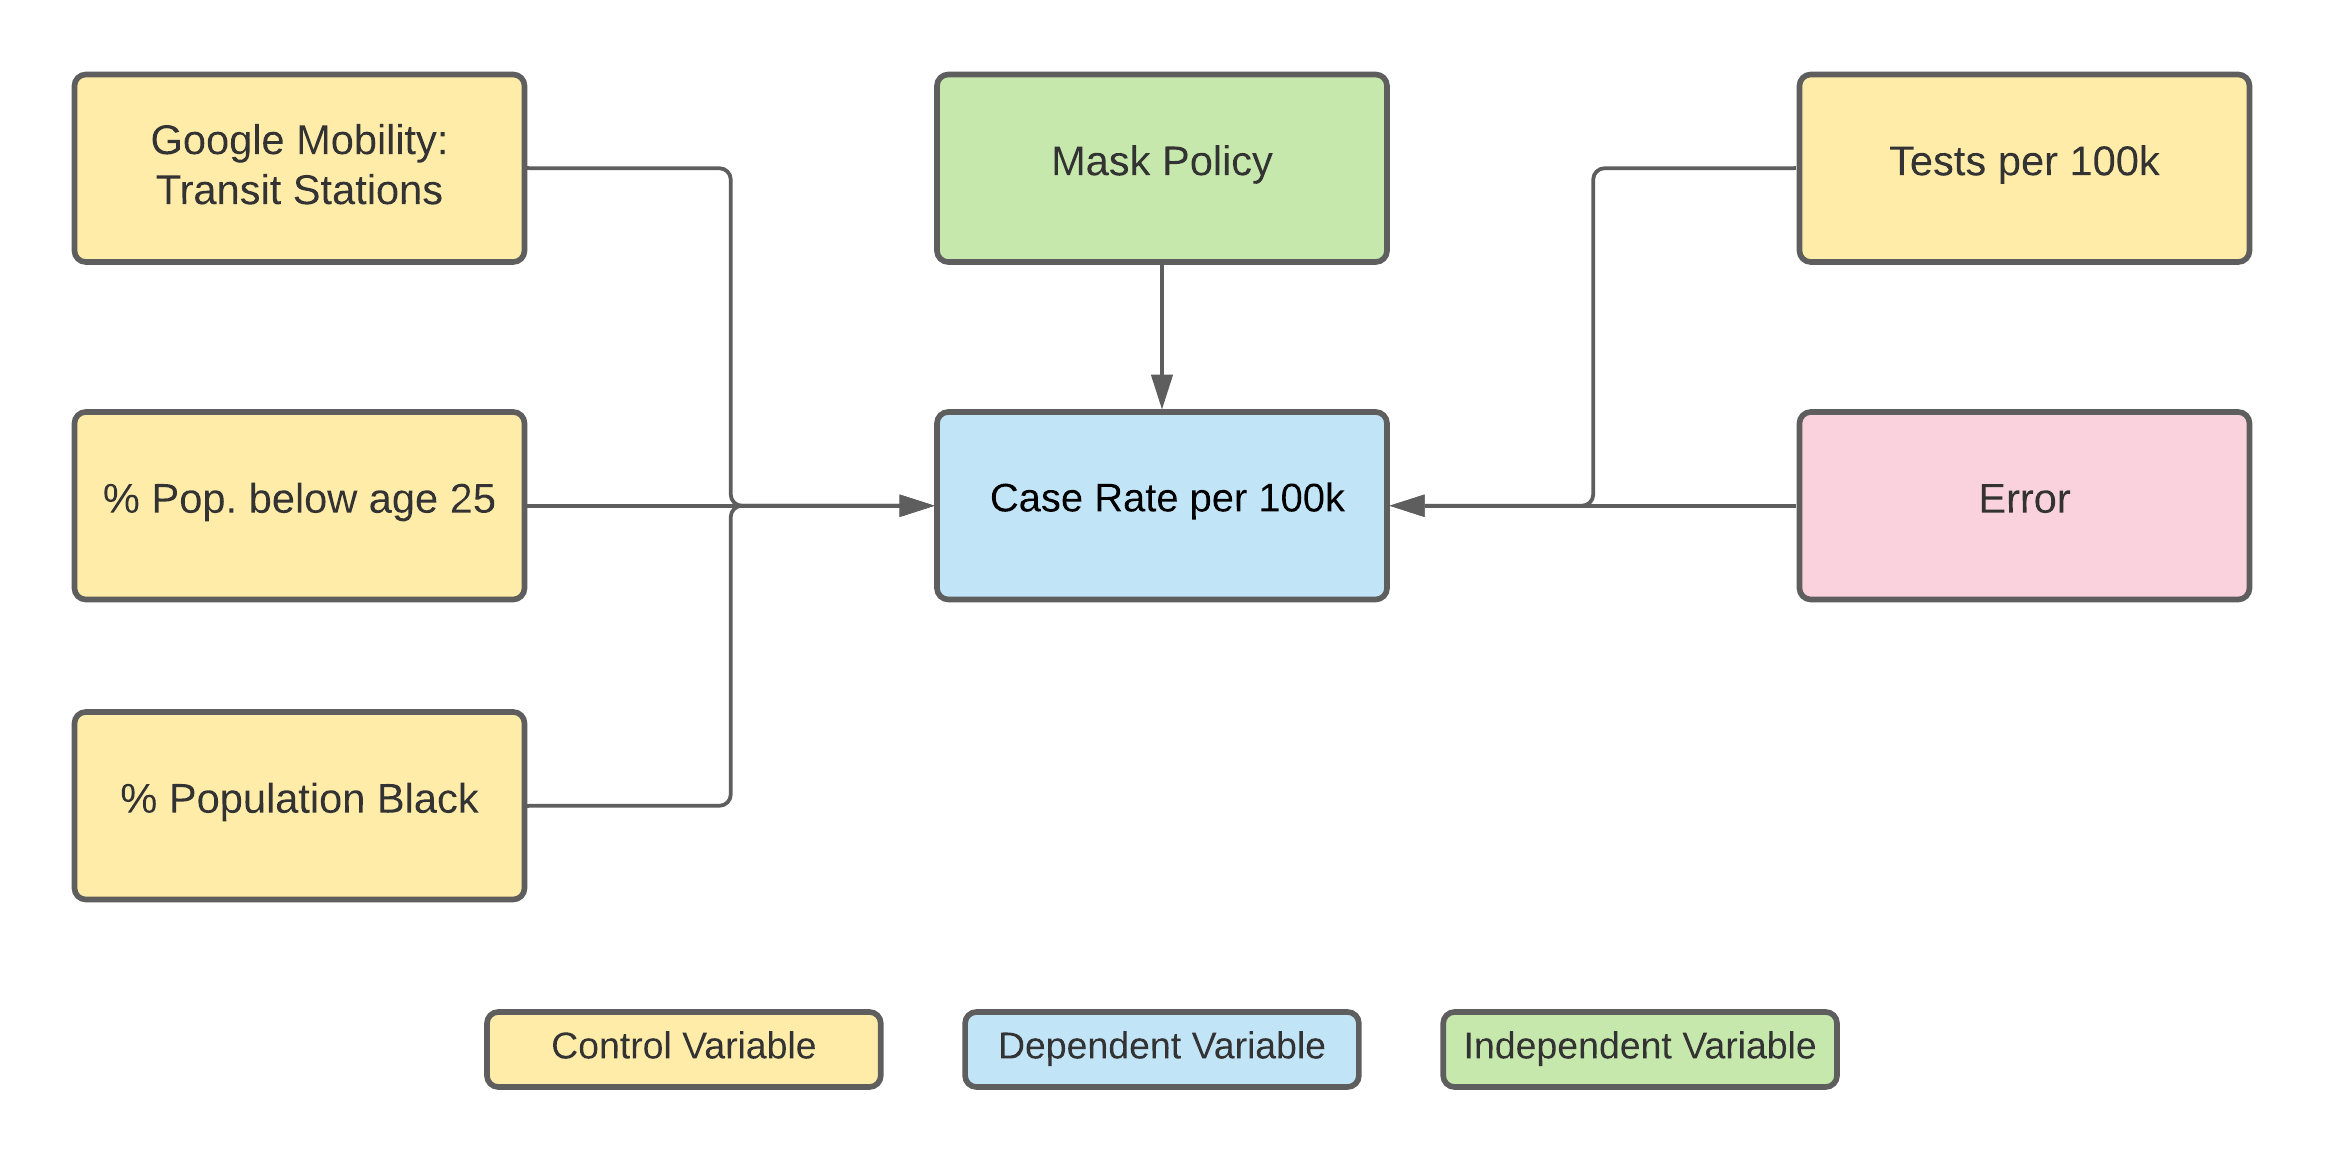 Google Mobility:
Transit Stations
Mask Policy
Tests per 100k
% Pop. below age 25
Case Rate per 100k
Error
% Population Black
Control Variable
Dependent Variable
Independent Variable